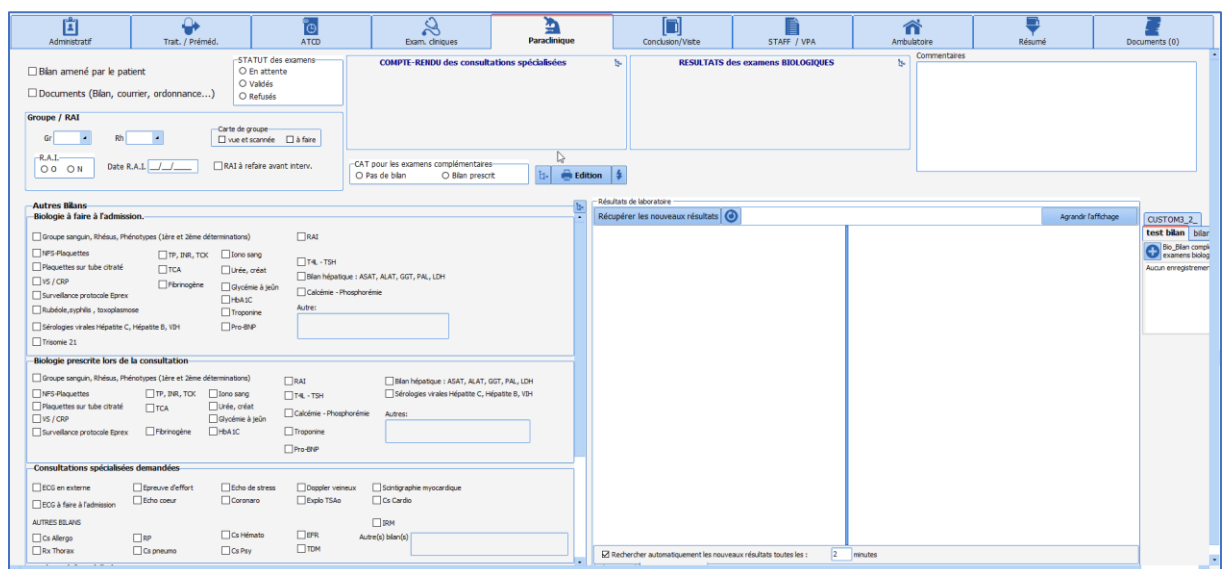 Administratif
Trait. / Préméd.
ATCD
Exam. cliniques
Paraclinique
Conclusion/Visite
STAFF / VPA
Ambulatoire
Résumé
Documents (0)
Bilan amené par le patient
Documents (Bilan, courrier, ordonnance...)
STATUT des examens
En attente
Validés
Refusés
COMPTE-RENDU des consultations spécialisées
RESULTATS des examens BIOLOGIQUES
Commentaires
Groupe / RAI
Gr
Rh
Carte de groupe
vue et scannée
à faire
R.A.I.
O
N
Date R.A.I. __/__/____
RAI à refaire avant interv.
CAT pour les examens complémentaires
Pas de bilan
Bilan prescrit
Edition
Autres Bilans
Biologie à faire à l'admission.
Groupe sanguin, Rhésus, Phénotypes (1ère et 2ème déterminations)
RAI
NFS-Plaquettes
TP, INR, TCK
Iono sang
Plaquettes sur tube citraté
TCA
Urée, créat
T4L - TSH
VS / CRP
Fibrinogène
Glycémie à jeûn
Bilan hépatique : ASAT, ALAT, GGT, PAL, LDH
Surveillance protocole Eprex
HbA1C
Calcémie - Phosphorémie
Rubéole,syphilis , toxoplasmose
Troponine
Autre:
Sérologies virales Hépatite C, Hépatite B, VIH
Pro-BNP
Trisomie 21
Biologie prescrite lors de la consultation
Groupe sanguin, Rhésus, Phénotypes (1ère et 2ème déterminations)
RAI
Bilan hépatique : ASAT, ALAT, GGT, PAL, LDH
NFS-Plaquettes
TP, INR, TCK
Iono sang
T4L - TSH
Sérologies virales Hépatite C, Hépatite B, VIH
Plaquettes sur tube citraté
TCA
Urée, créat
VS / CRP
Glycémie à jeûn
Calcémie - Phosphorémie
Autres:
Surveillance protocole Eprex
Fibrinogène
HbA1C
Troponine
Pro-BNP
Consultations spécialisées demandées
ECG en externe
Epreuve d'effort
Echo de stress
Doppler veineux
Scintigraphie myocardique
ECG à faire à l'admission
Echo coeur
Coronaro
Explo TSAo
Cs Cardio
AUTRES BILANS
IRM
Cs Allergo
RP
Cs Hémato
EFR
Autre(s) bilan(s)
Rx Thorax
Cs pneumo
Cs Psy
TDM
Résultats de laboratoire
Récupérer les nouveaux résultats
Agrandir l'affichage
Rechercher automatiquement les nouveaux résultats toutes les :
2
minutes
CUSTOM3_2_
test bilan
bilan
Bio_Bilan comple
examens biolog
Aucun enregistremen